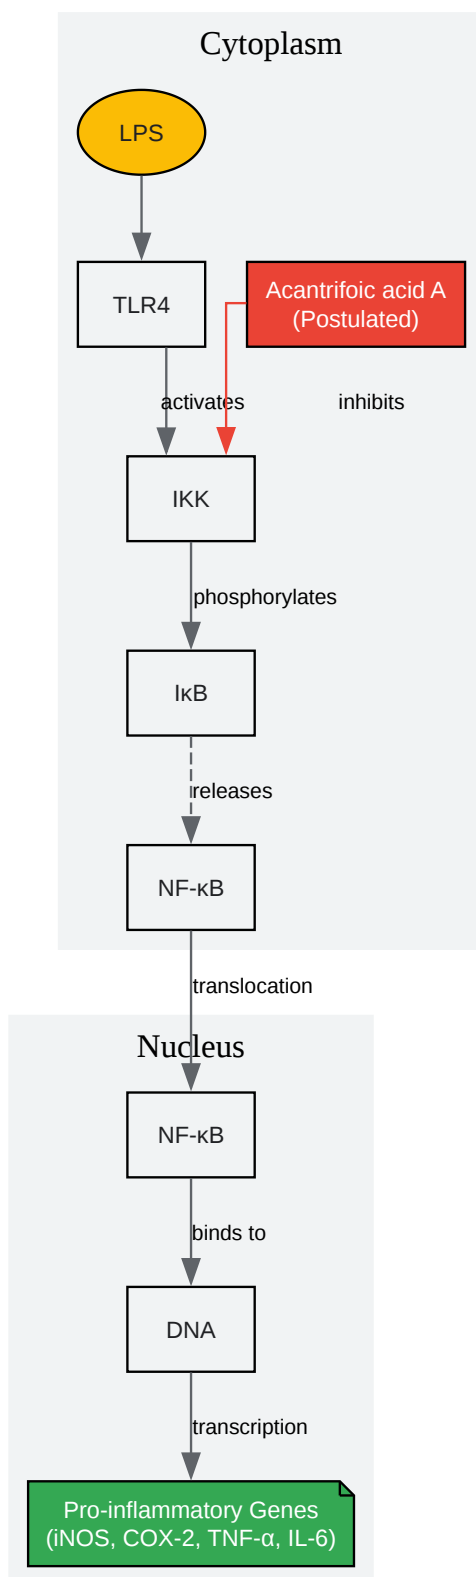 Cytoplasm
LPS
TLR4
Acantrifoic acid A
(Postulated)
activates
inhibits
IKK
phosphorylates
IκB
releases
NF-κB
translocation
Nucleus
NF-κB
binds to
DNA
transcription
Pro-inflammatory Genes
(iNOS, COX-2, TNF-α, IL-6)